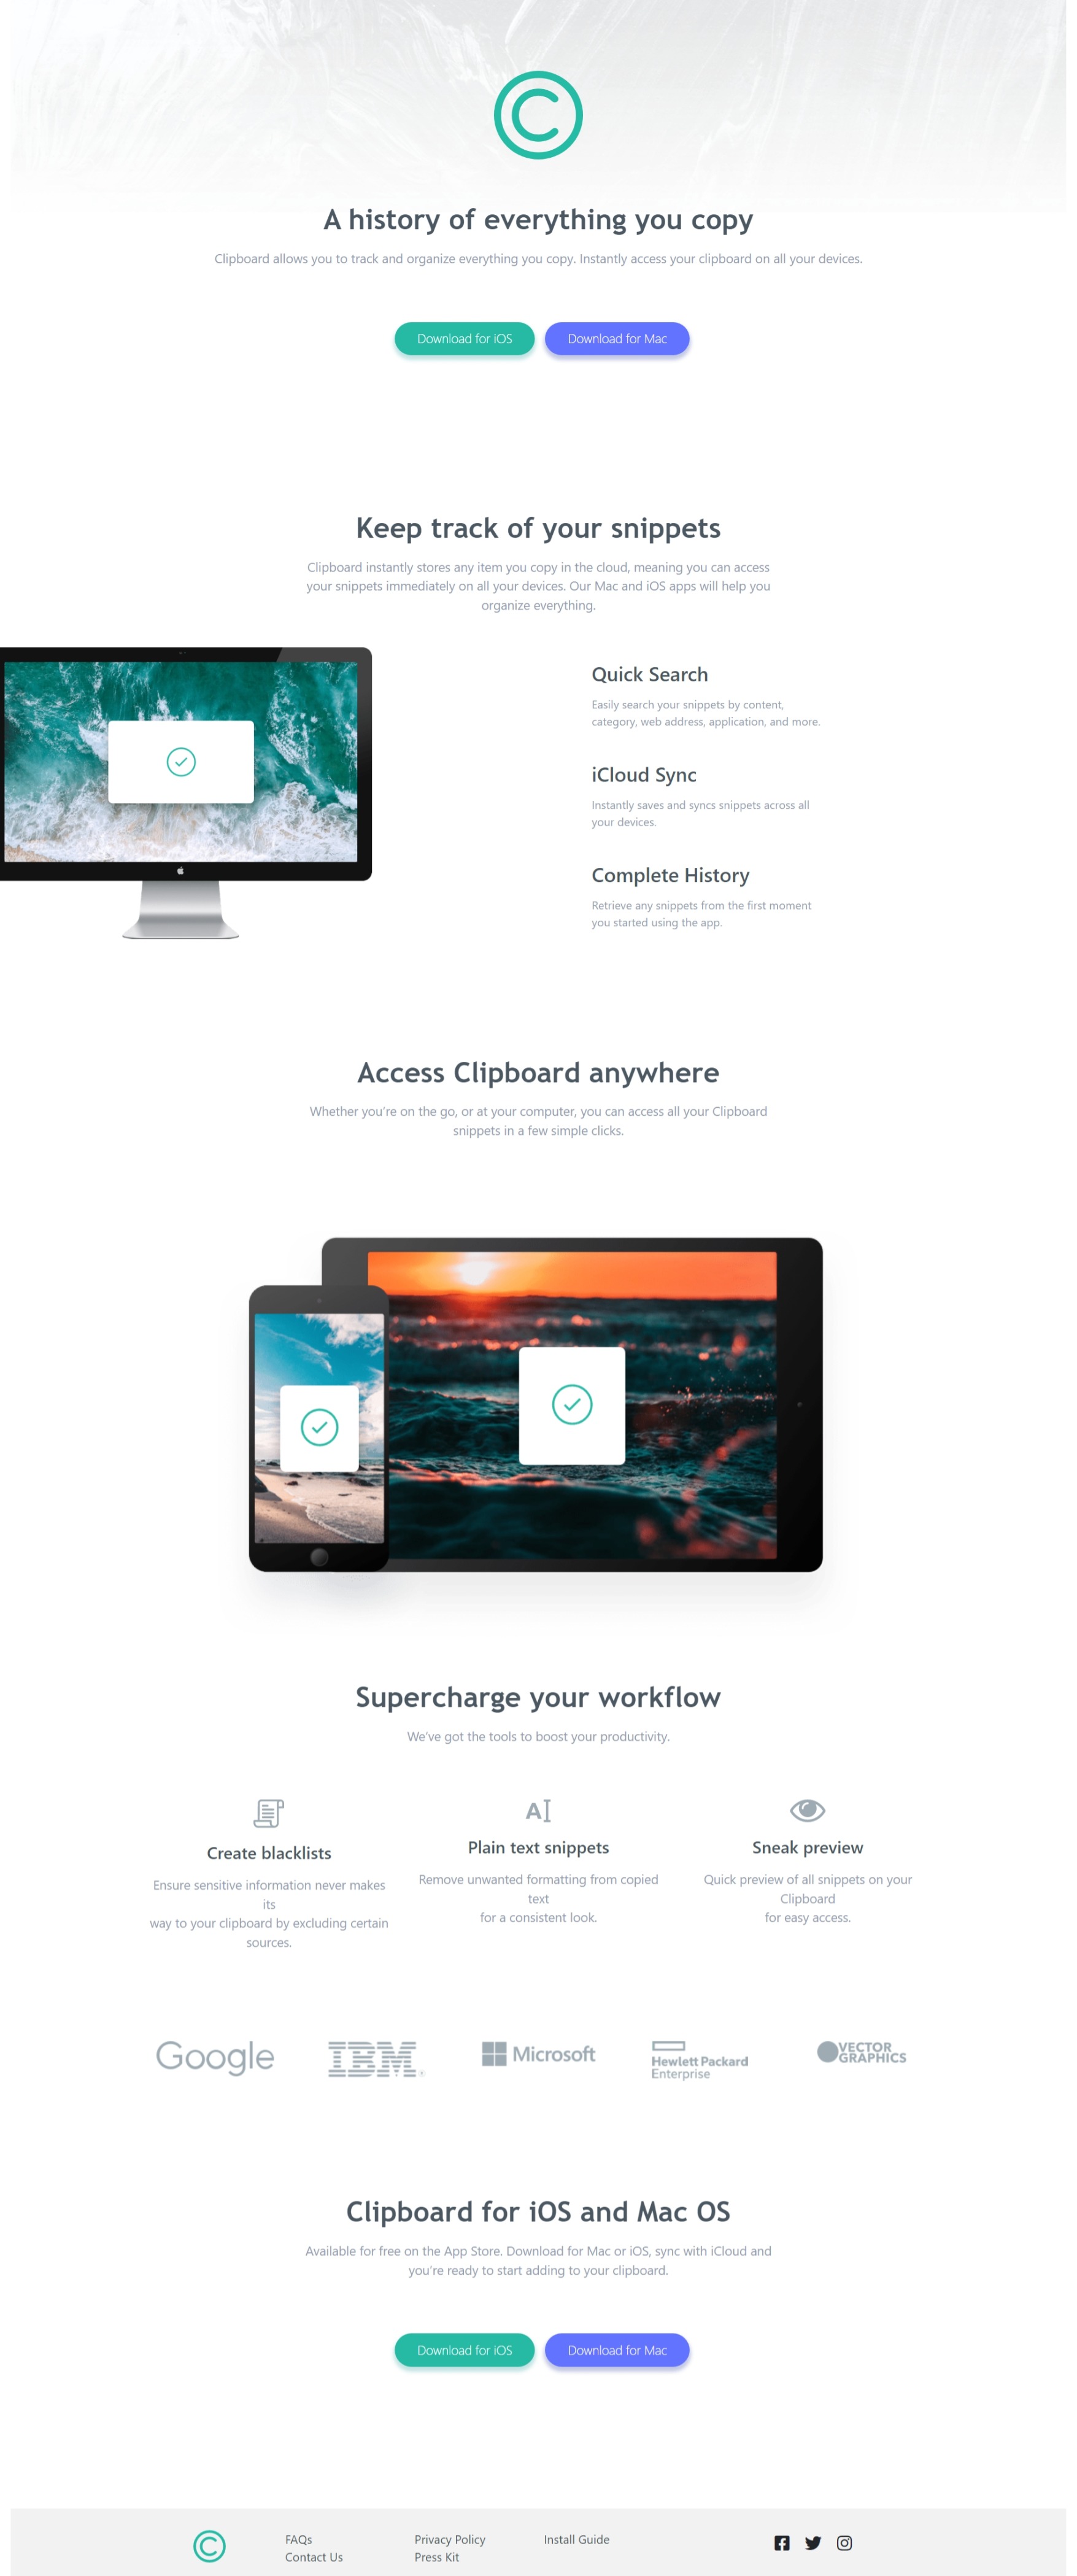 A history of everything you copy
Clipboard allows you to track and organize everything you copy. Instantly access your clipboard on all your devices.
Download for iOS
Download for Mac
Keep track of your snippets
Clipboard instantly stores any item you copy in the cloud, meaning you can access
your snippets immediately on all your devices. Our Mac and iOS apps will help you
organize everything.
Quick Search
Easily search your snippets by content,
category, web address, application, and more.
iCloud Sync
Instantly saves and syncs snippets across all
your devices.
Complete History
Retrieve any snippets from the first moment
you started using the app.
Access Clipboard anywhere
Whether you're on the go, or at your computer, you can access all your Clipboard
snippets in a few simple clicks.
Supercharge your workflow
We've got the tools to boost your productivity.
Create blacklists
Ensure sensitive information never makes
its
way to your clipboard by excluding certain
sources.
Plain text snippets
Remove unwanted formatting from copied
text
for a consistent look.
Sneak preview
Quick preview of all snippets on your
Clipboard
for easy access.
Google
IBM
Microsoft
Hewlett Packard
Enterprise
VECTOR
GRAPHICS
Clipboard for iOS and Mac OS
Available for free on the App Store. Download for Mac or iOS, sync with iCloud and
you're ready to start adding to your clipboard.
Download for iOS
Download for Mac
FAQs
Contact Us
Privacy Policy
Press Kit
Install Guide